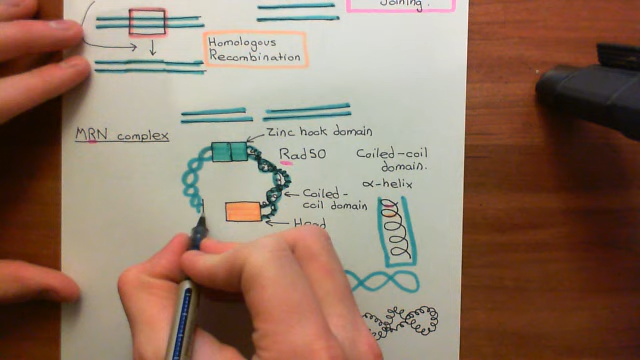 Joining.
Homologous
Recombination
MRN complex
Zinc hook domain
Rad50
Coiled-coil
domain.
α-helix
Coiled-
coil domain
Head